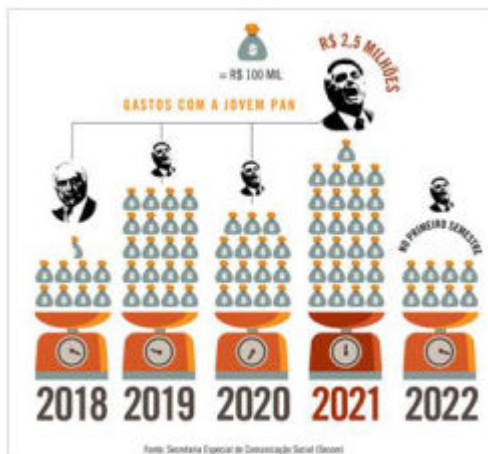 = R$ 100 MIL
R$ 2,5 MILHÕES
GASTOS COM A JOVEM PAN
NO PRIMEIRO SEMESTRE
2018 2019 2020 2021 2022
Fonte: Secretaria Especial de Comunicação Social (Secom)